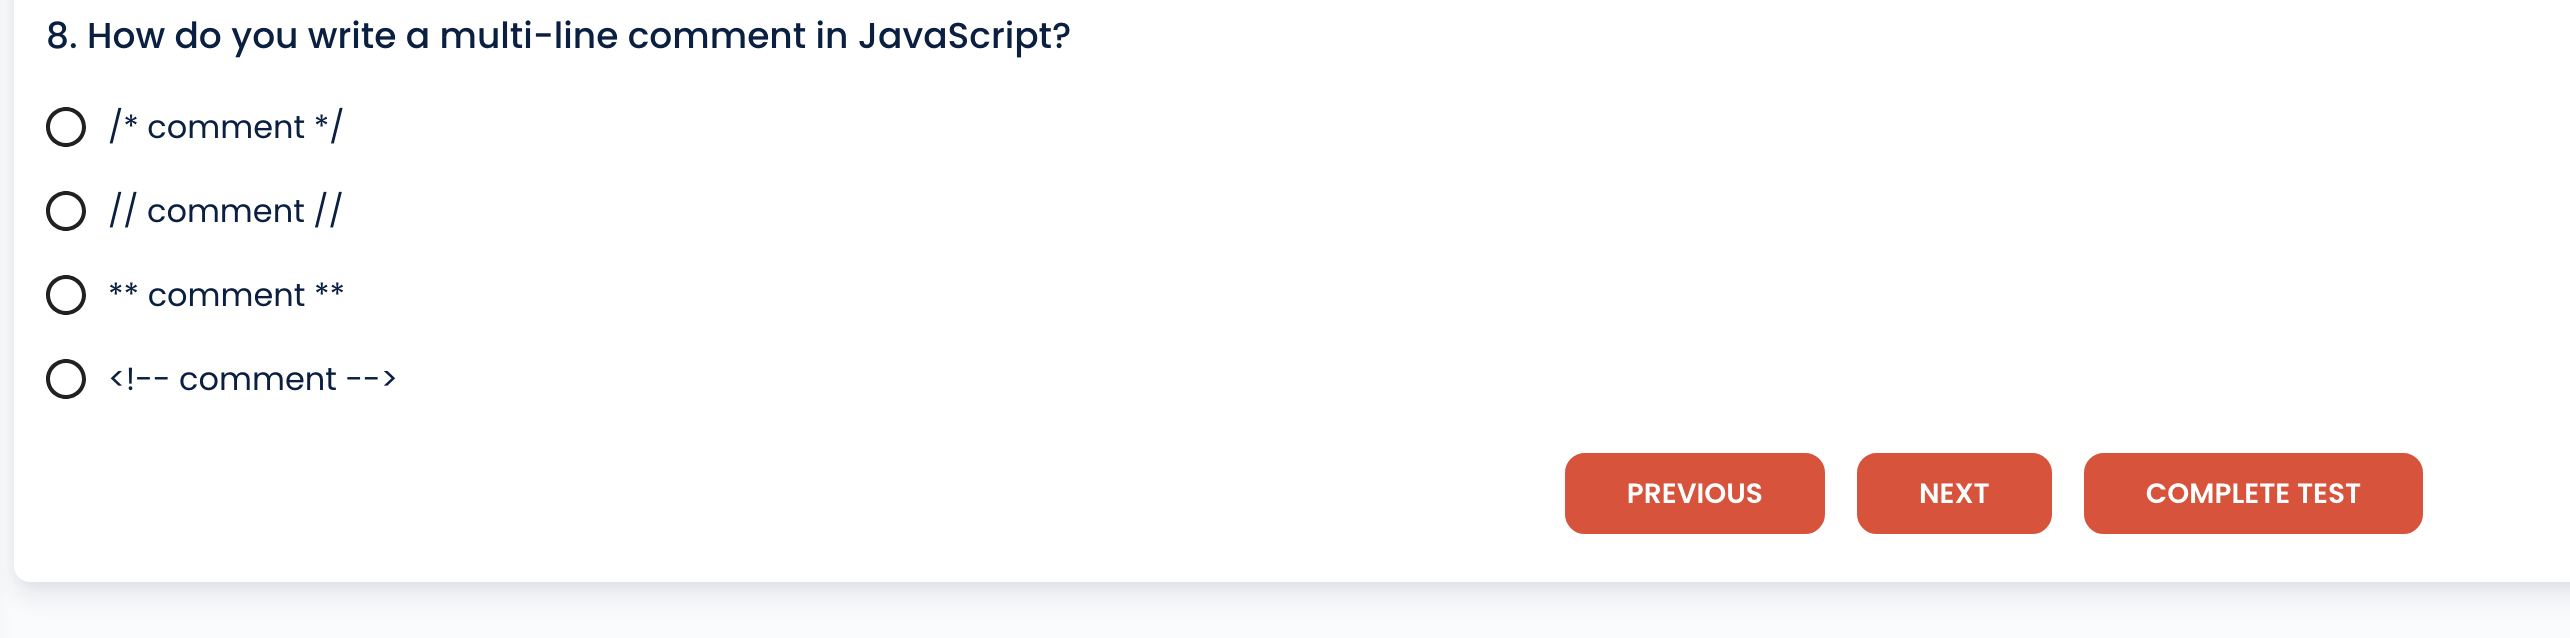 8. How do you write a multi-line comment in JavaScript?
/* comment */
// comment //
** comment **
<!-- comment -->
PREVIOUS NEXT COMPLETE TEST